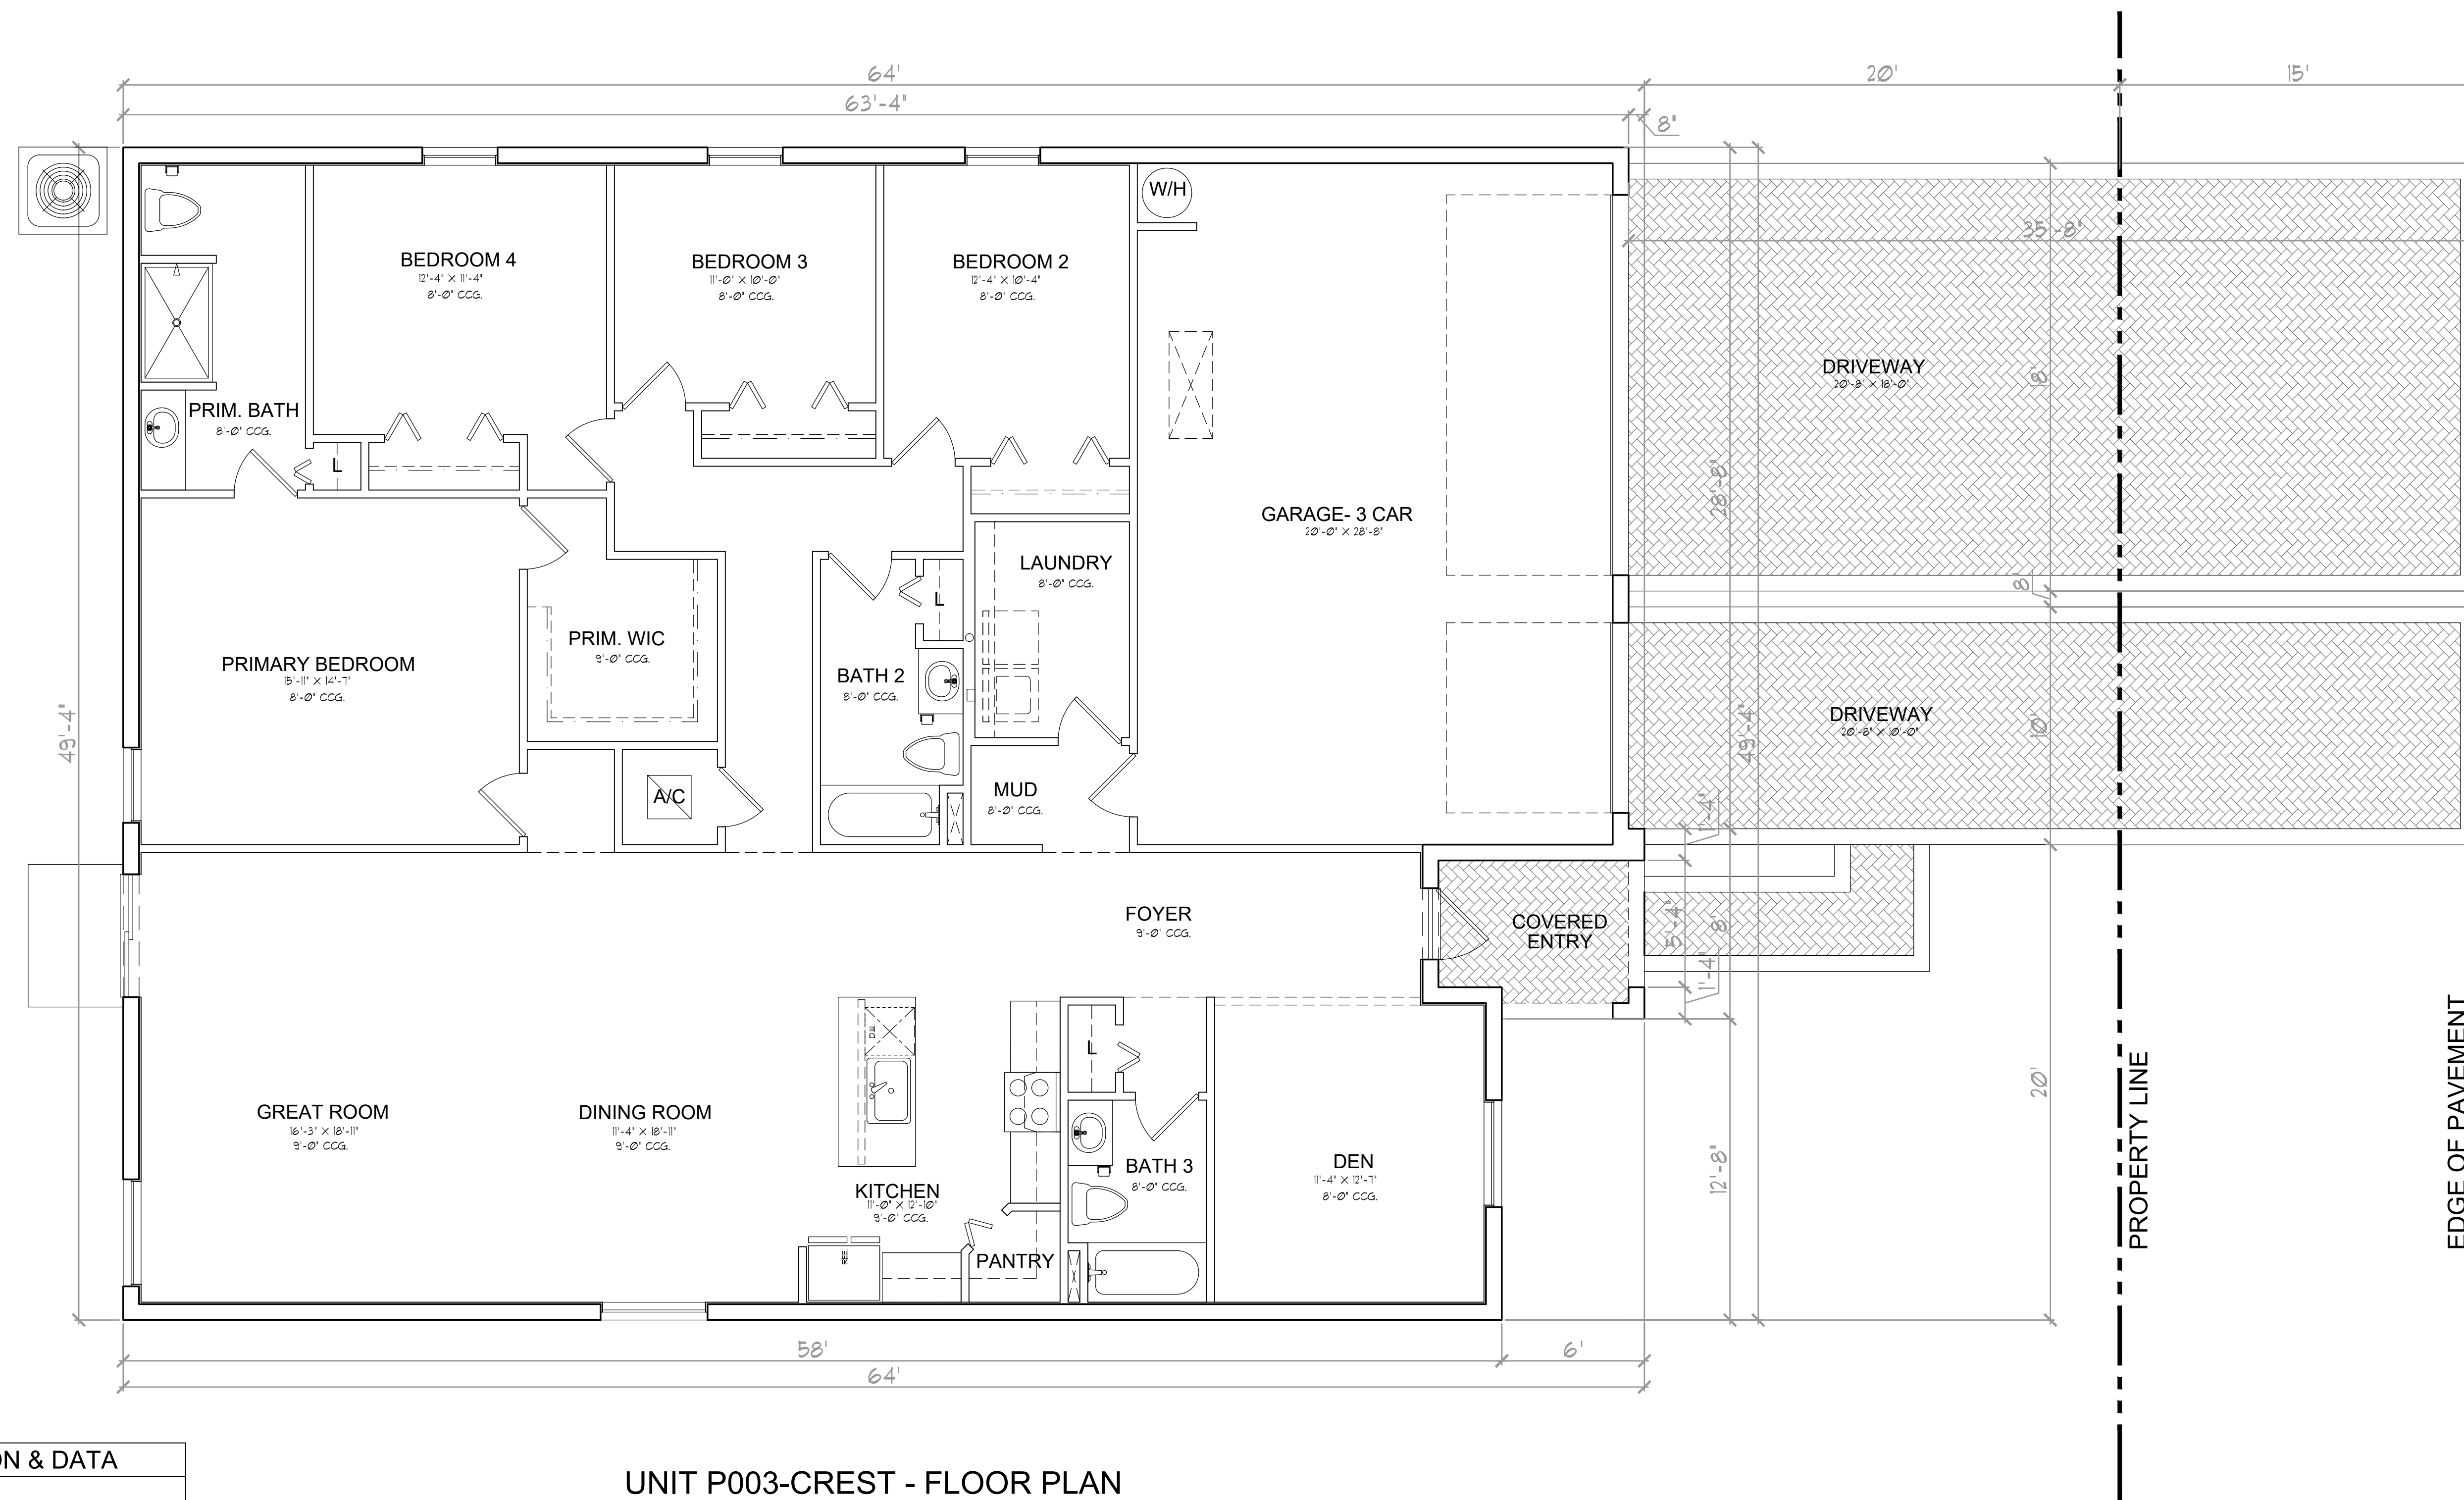 64'
20'
15'
63'-4"
8"
W/H
BEDROOM 4
12'-4" X 11'-4"
8'-0" CCG.
BEDROOM 3
11'-0" X 10'-0"
8'-0" CCG.
BEDROOM 2
12'-4" X 10'-4"
8'-0" CCG.
35'-8"
DRIVEWAY
20'-8" X 18'-0"
18'
PRIM. BATH
8'-0" CCG.
L
28'-8"
GARAGE- 3 CAR
20'-0" X 28'-8"
LAUNDRY
8'-0" CCG.
L
8'
PRIM. WIC
9'-0" CCG.
PRIMARY BEDROOM
15'-11" X 14'-7"
8'-0" CCG.
BATH 2
8'-0" CCG.
DRIVEWAY
20'-8" X 10'-0"
10'
49'-4"
49'-4"
A/C
MUD
8'-0" CCG.
1'-4"
FOYER
9'-0" CCG.
COVERED
ENTRY
5'-4"
8'
1'-4"
L
GREAT ROOM
16'-3" X 18'-11"
9'-0" CCG.
DINING ROOM
11'-4" X 18'-11"
9'-0" CCG.
KITCHEN
11'-0" X 12'-10"
9'-0" CCG.
REF.
PANTRY
BATH 3
8'-0" CCG.
DEN
11'-4" X 12'-7"
8'-0" CCG.
12'-8"
20'
PROPERTY LINE
EDGE OF PAVEMENT
58'
6'
64'
ON & DATA
UNIT P003-CREST - FLOOR PLAN